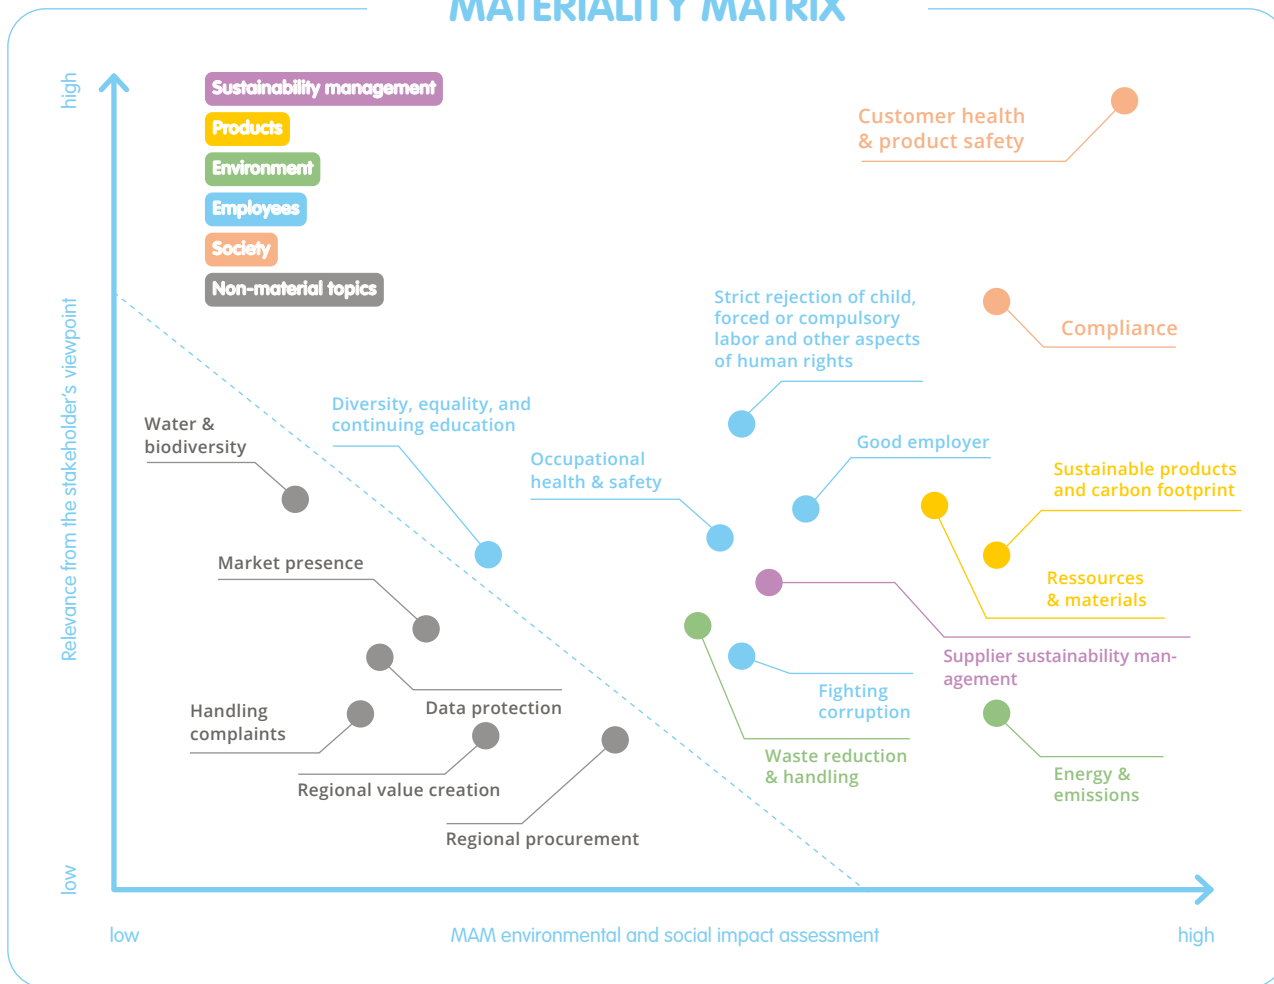 MATERIALITY MATRIX
high
Sustainability management
Products
Environment
Employees
Society
Non-material topics
Customer health
& product safety
Compliance
Strict rejection of child,
forced or compulsory
labor and other aspects
of human rights
Relevance from the stakeholder's viewpoint
Water &
biodiversity
Diversity, equality, and
continuing education
Occupational
health & safety
Good employer
Sustainable products
and carbon footprint
Market presence
Ressources
& materials
Supplier sustainability man-
agement
Data protection
Fighting
corruption
Handling
complaints
Regional value creation
Waste reduction
& handling
Energy &
emissions
Regional procurement
low
low
MAM environmental and social impact assessment
high